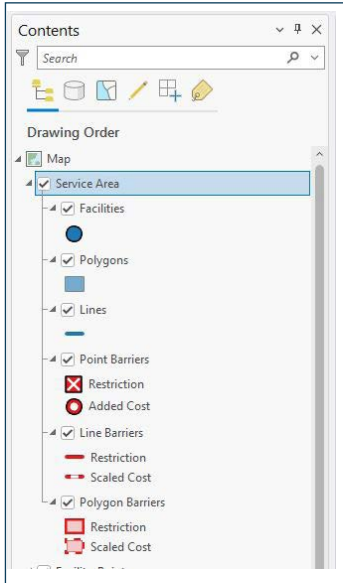 Contents
Search
Drawing Order
Map
Service Area
Facilities
Polygons
Lines
Point Barriers
Restriction
Added Cost
Line Barriers
Restriction
Scaled Cost
Polygon Barriers
Restriction
Scaled Cost